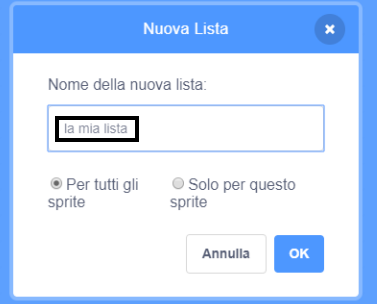 Nuova Lista
Nome della nuova lista:
la mia lista
Per tutti gli sprite
Solo per questo sprite
Annulla
OK